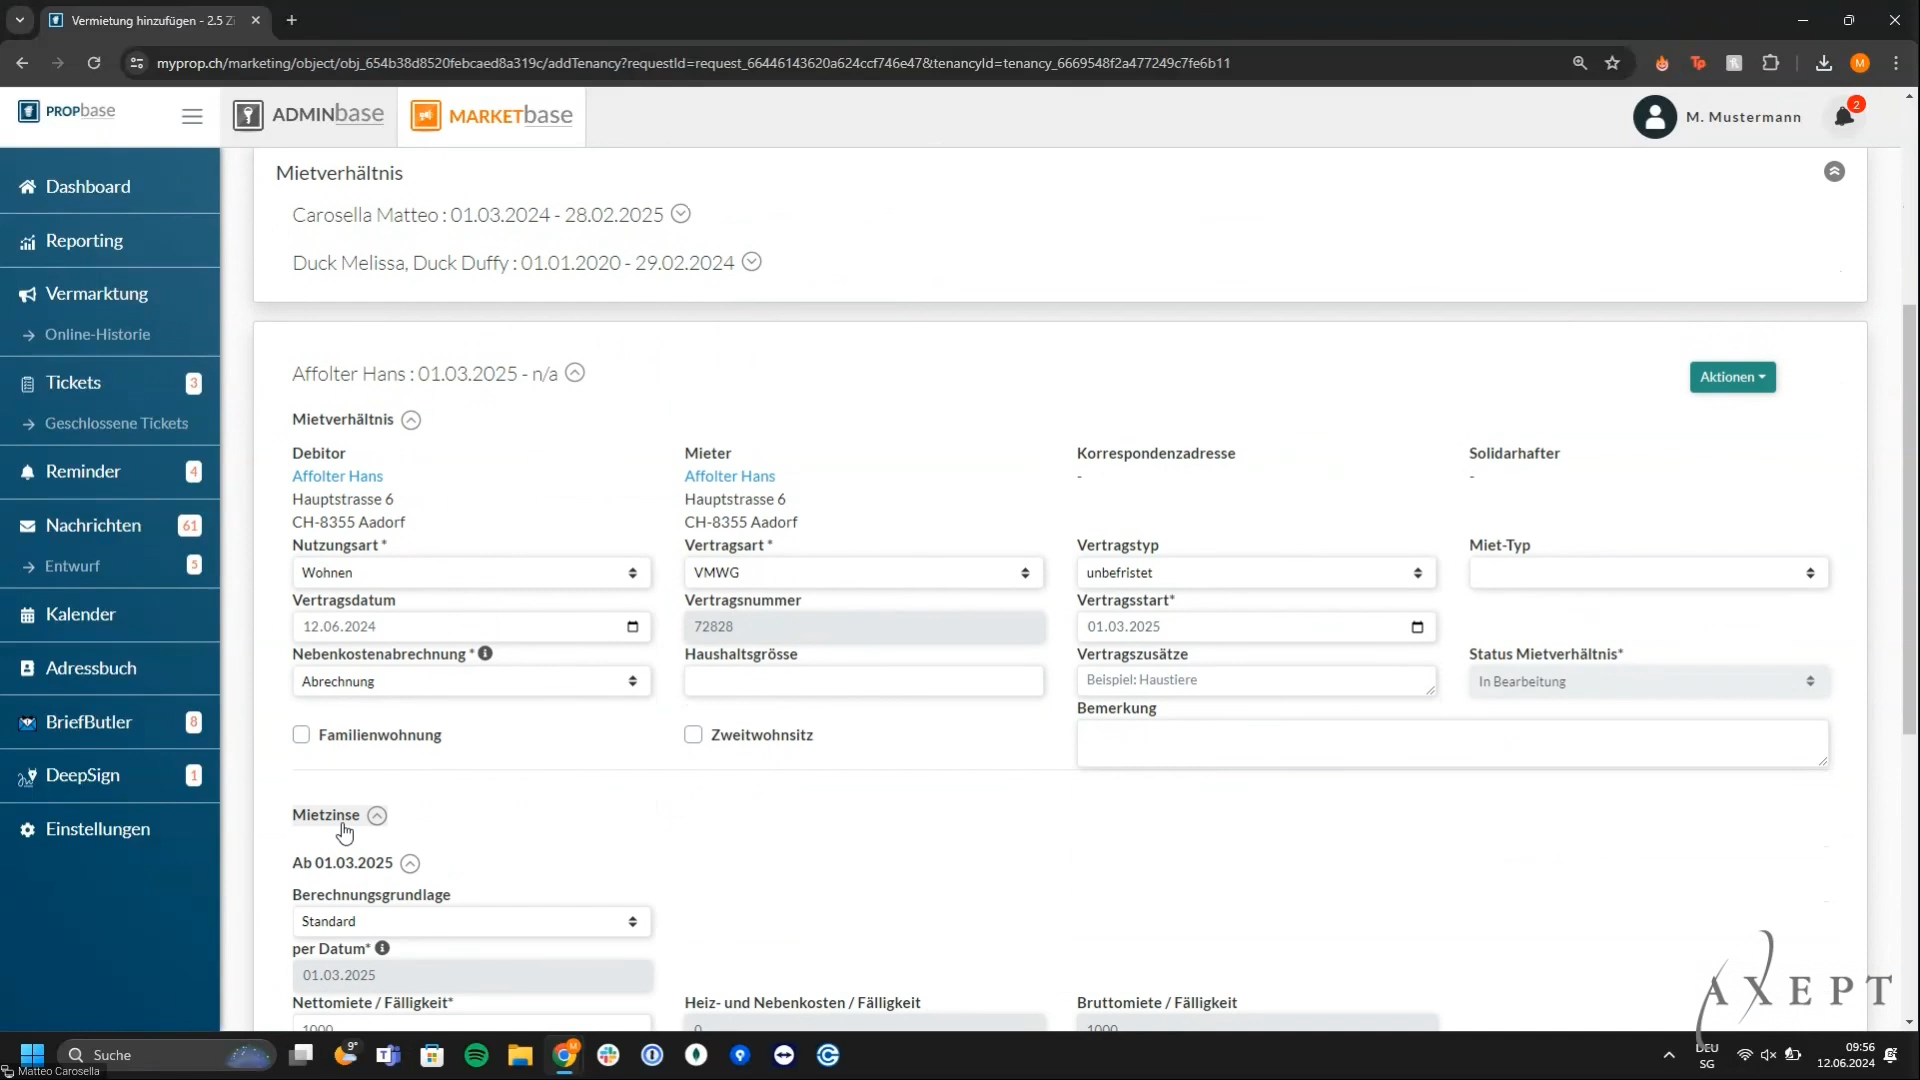 Vermietung hinzufügen - 2.5 Zi
myprop.ch/marketing/object/obj_654b38d8520febcaed8a319c/addTenancy?requestId=request_66446143620a624ccf746e47&tenancyId=tenancy_6669548f2a477249c7fe6b11
M
PROPbase
ADMINbase
MARKETbase
M. Mustermann
2
Dashboard
Reporting
Vermarktung
Online-Historie
Tickets 3
Geschlossene Tickets
Reminder 4
Nachrichten 61
Entwurf 5
Kalender
Adressbuch
BriefButler 8
DeepSign 1
Einstellungen
Mietverhältnis
Carosella Matteo : 01.03.2024 - 28.02.2025
Duck Melissa, Duck Duffy : 01.01.2020 - 29.02.2024
Affolter Hans : 01.03.2025 - n/a
Aktionen
Mietverhältnis
Debitor Mieter Korrespondenzadresse Solidarhafter
Affolter Hans Affolter Hans - -
Hauptstrasse 6 Hauptstrasse 6
CH-8355 Aadorf CH-8355 Aadorf
Nutzungsart * Vertragsart * Vertragstyp Miet-Typ
Wohnen VMWG unbefristet
Vertragsdatum Vertragsnummer Vertragsstart*
12.06.2024 72828 01.03.2025
Nebenkostenabrechnung * Haushaltsgrösse Vertragszusätze Status Mietverhältnis*
Abrechnung Beispiel: Haustiere In Bearbeitung
Bemerkung
Familienwohnung Zweitwohnsitz
Mietzinse
Ab 01.03.2025
Berechnungsgrundlage
Standard
per Datum*
01.03.2025
Nettomiete / Fälligkeit* Heiz- und Nebenkosten / Fälligkeit Bruttomiete / Fälligkeit
1000 0 1000
AXEPT
Suche
9°
DEU
SG
09:56
12.06.2024
Matteo Carosella